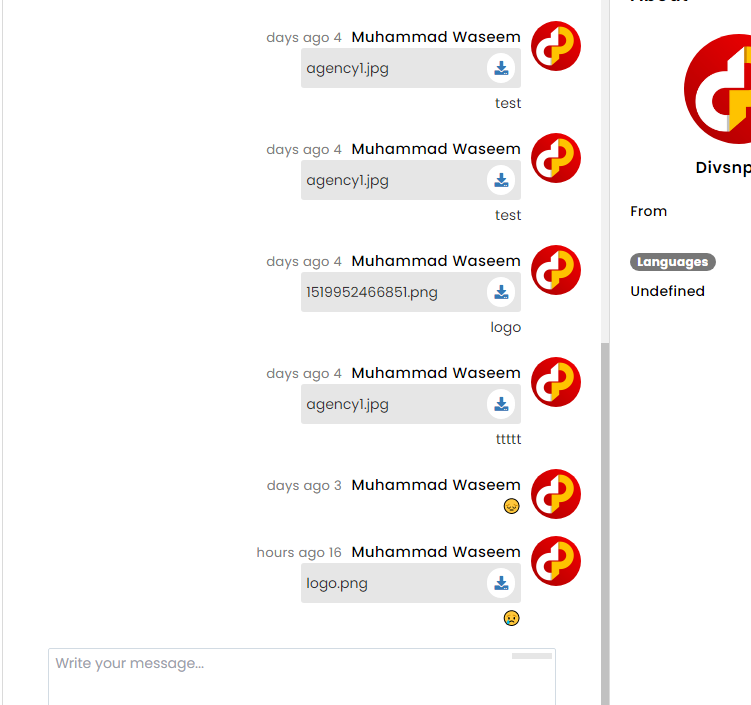 About
days ago 4 Muhammad Waseem
agency1.jpg
test
days ago 4 Muhammad Waseem
agency1.jpg
test
days ago 4 Muhammad Waseem
1519952466851.png
logo
days ago 4 Muhammad Waseem
agency1.jpg
ttttt
days ago 3 Muhammad Waseem
😞
hours ago 16 Muhammad Waseem
logo.png
😢
Write your message...
Divsnp
From
Languages
Undefined